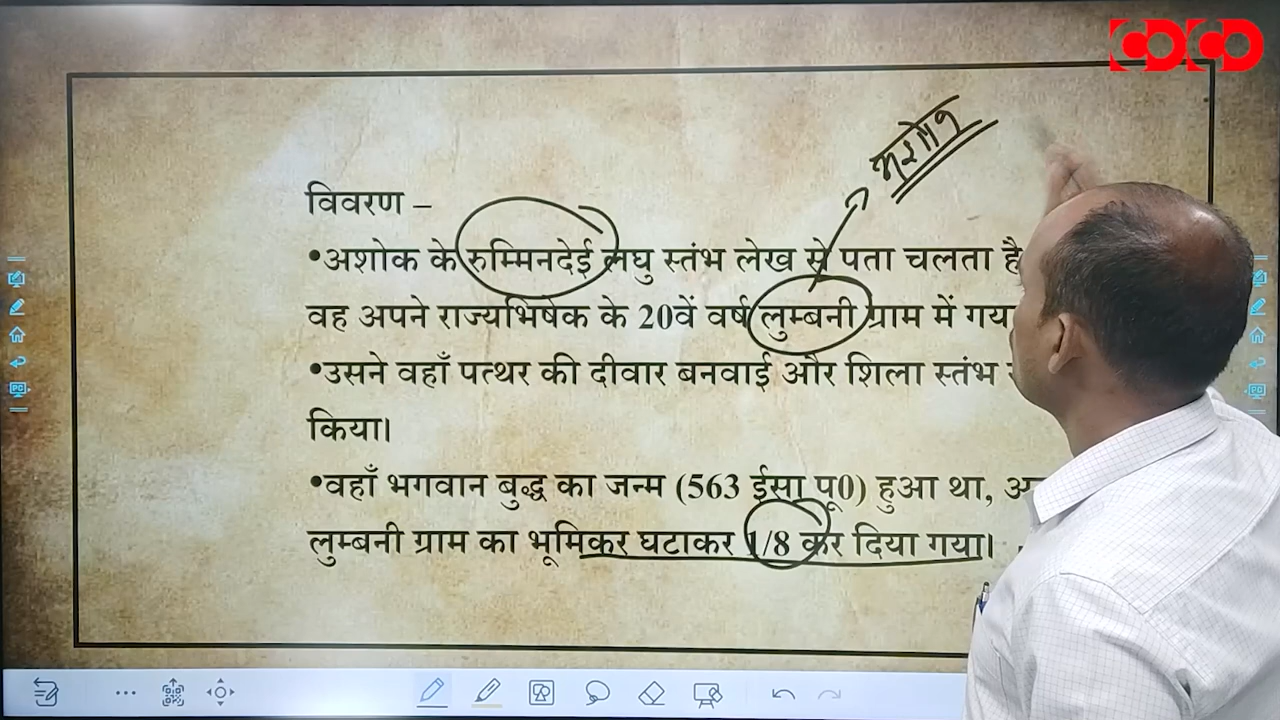 विवरण –
अशोक
•अशोक के रुम्मिनदेई लघु स्तंभ लेख से पता चलता है
वह अपने राज्यभिषेक के 20वें वर्ष लुम्बनी ग्राम में गया
•उसने वहाँ पत्थर की दीवार बनवाई और शिला स्तंभ
किया।
•वहाँ भगवान बुद्ध का जन्म (563 ईसा पू0) हुआ था,
लुम्बनी ग्राम का भूमिकर घटाकर 1/8 कर दिया गया।